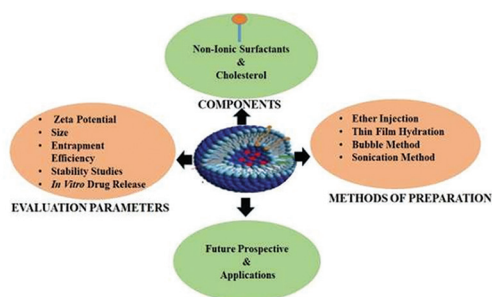 Non-Ionic Surfactants
&
Cholesterol
COMPONENTS
• Zeta Potential
• Size
• Entrapment
Efficiency
• Stability Studies
• In Vitro Drug Release
EVALUATION PARAMETERS
• Ether Injection
• Thin Film Hydration
• Bubble Method
• Sonication Method
METHODS OF PREPARATION
Future Prospective
&
Applications